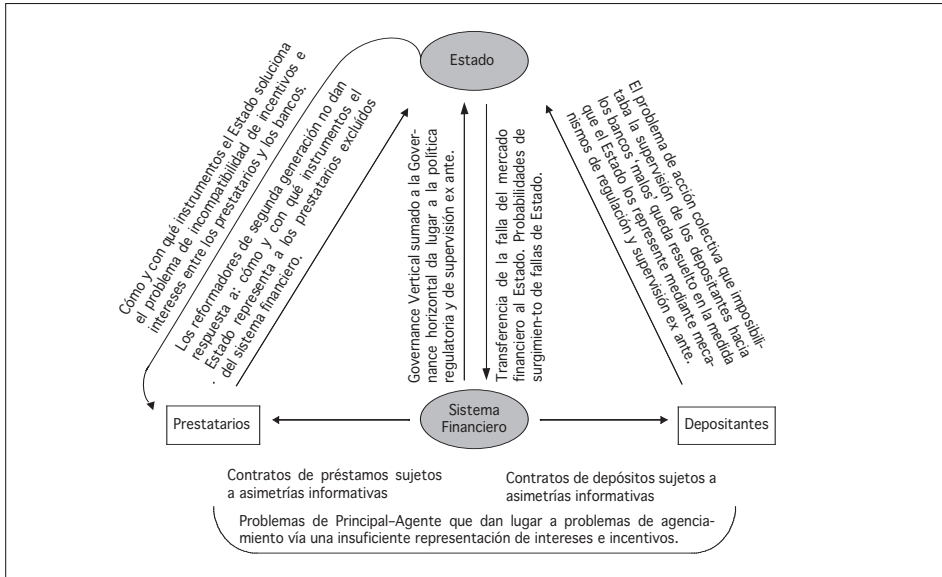 Estado
Cómo y con qué instrumentos el Estado soluciona
el problema de incompatibilidad de incentivos e
intereses entre los prestatarios y los bancos.
Los reformadores de segunda generación no dan
respuesta a: cómo y con qué instrumentos el
Estado representa a los prestatarios excluídos
del sistema financiero.
Governance Vertical sumado a la Gover-
nance horizontal da lugar a la política
regulatoria y de supervisión ex ante.
Transferencia de la falla del mercado
financiero al Estado. Probabilidades de
surgimien-to de fallas de Estado.
El problema de acción colectiva que imposibili-
taba la supervisión de los depositantes hacia
los bancos ‘malos’ queda resuelto en la medida
que el Estado los represente mediante meca-
nismos de regulación y supervisión ex ante.
Prestatarios
Sistema
Financiero
Depositantes
Contratos de préstamos sujetos
a asimetrías informativas
Contratos de depósitos sujetos a
asimetrías informativas
Problemas de Principal–Agente que dan lugar a problemas de agencia-
miento vía una insuficiente representación de intereses e incentivos.